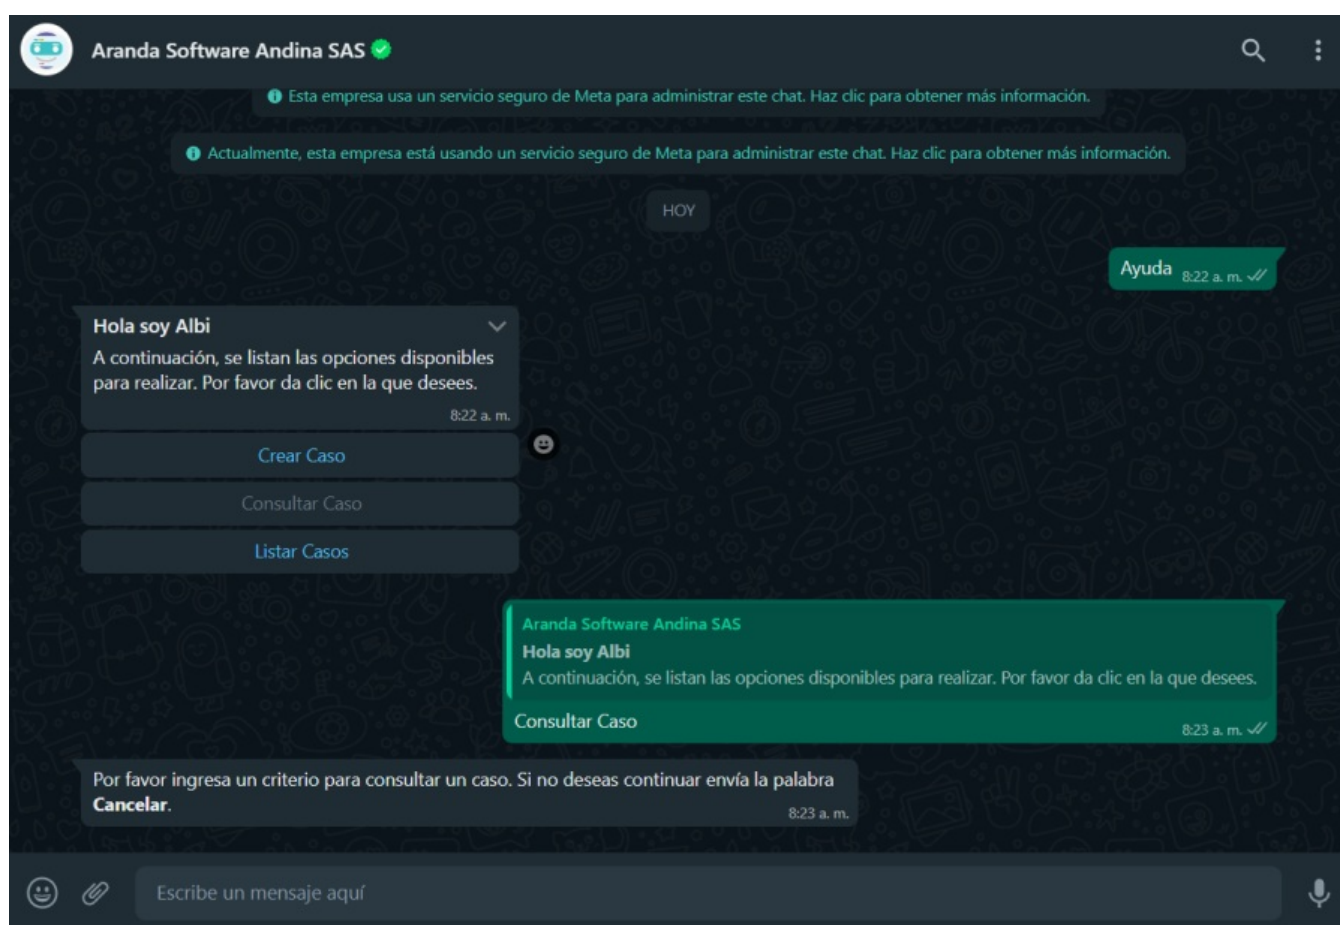 Aranda Software Andina SAS
Esta empresa usa un servicio seguro de Meta para administrar este chat. Haz clic para obtener más información.
Actualmente, esta empresa está usando un servicio seguro de Meta para administrar este chat. Haz clic para obtener más información.
HOY
Ayuda 8:22 a. m.
Hola soy Albi
A continuación, se listan las opciones disponibles
para realizar. Por favor da clic en la que desees.
8:22 a. m.
Crear Caso
Consultar Caso
Listar Casos
Aranda Software Andina SAS
Hola soy Albi
A continuación, se listan las opciones disponibles para realizar. Por favor da clic en la que desees.
Consultar Caso
8:23 a. m.
Por favor ingresa un criterio para consultar un caso. Si no deseas continuar envía la palabra
Cancelar.
8:23 a. m.
Escribe un mensaje aquí